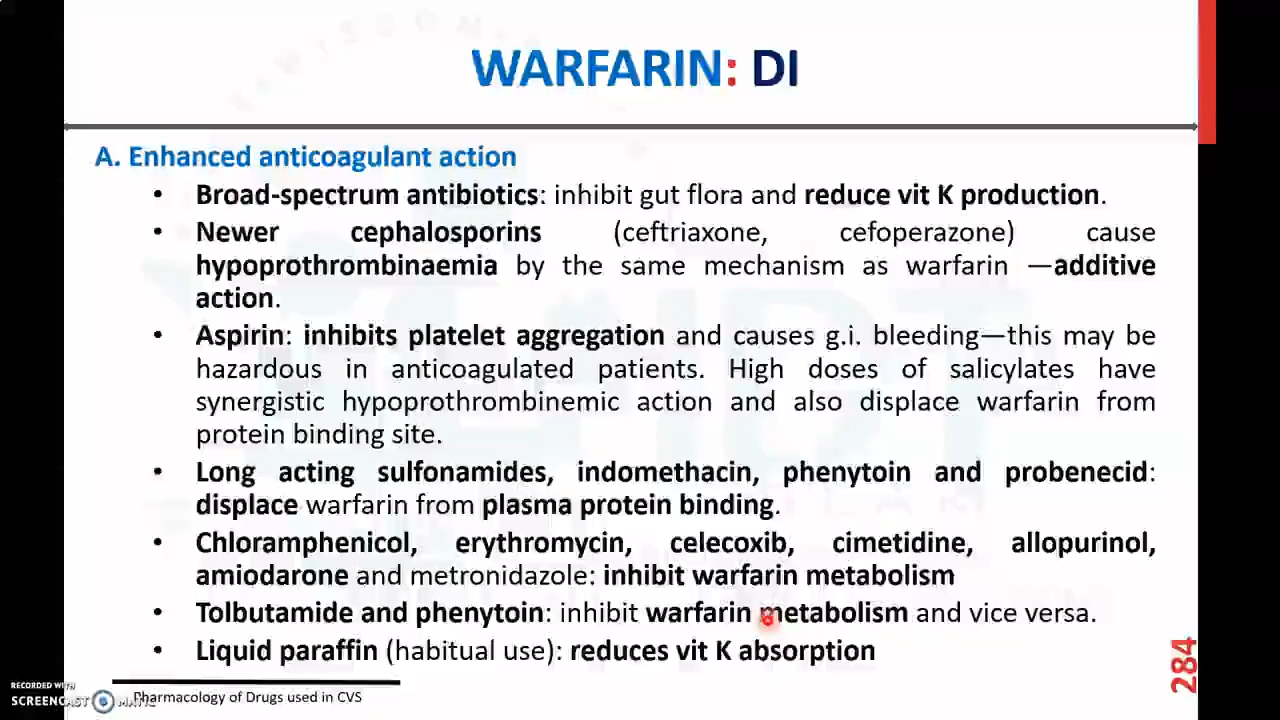 WARFARIN: DI
A. Enhanced anticoagulant action
• Broad-spectrum antibiotics: inhibit gut flora and reduce vit K production.
• Newer cephalosporins (ceftriaxone, cefoperazone) cause
hypoprothrombinaemia by the same mechanism as warfarin —additive
action.
• Aspirin: inhibits platelet aggregation and causes g.i. bleeding—this may be
hazardous in anticoagulated patients. High doses of salicylates have
synergistic hypoprothrombinemic action and also displace warfarin from
protein binding site.
• Long acting sulfonamides, indomethacin, phenytoin and probenecid:
displace warfarin from plasma protein binding.
• Chloramphenicol, erythromycin, celecoxib, cimetidine, allopurinol,
amiodarone and metronidazole: inhibit warfarin metabolism
• Tolbutamide and phenytoin: inhibit warfarin metabolism and vice versa.
• Liquid paraffin (habitual use): reduces vit K absorption
284
Pharmacology of Drugs used in CVS
RECORDED WITH
SCREENCAST MATIC